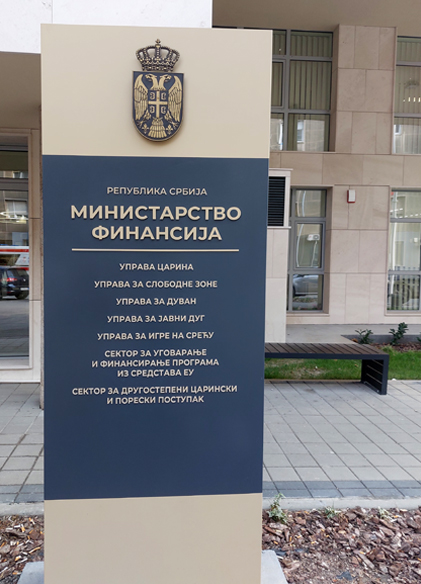 РЕПУБЛИКА СРБИЈА
МИНИСТАРСТВО
ФИНАНСИЈА
УПРАВА ЦАРИНА
УПРАВА ЗА СЛОБОДНЕ ЗОНЕ
УПРАВА ЗА ДУВАН
УПРАВА ЗА ЈАВНИ ДУГ
УПРАВА ЗА ИГРЕ НА СРЕЋУ
СЕКТОР ЗА УГОВАРАЊЕ
И ФИНАНСИРАЊЕ ПРОГРАМА
ИЗ СРЕДСТАВА ЕУ
СЕКТОР ЗА ДРУГОСТЕПЕНИ ЦАРИНСКИ
И ПОРЕСКИ ПОСТУПАК